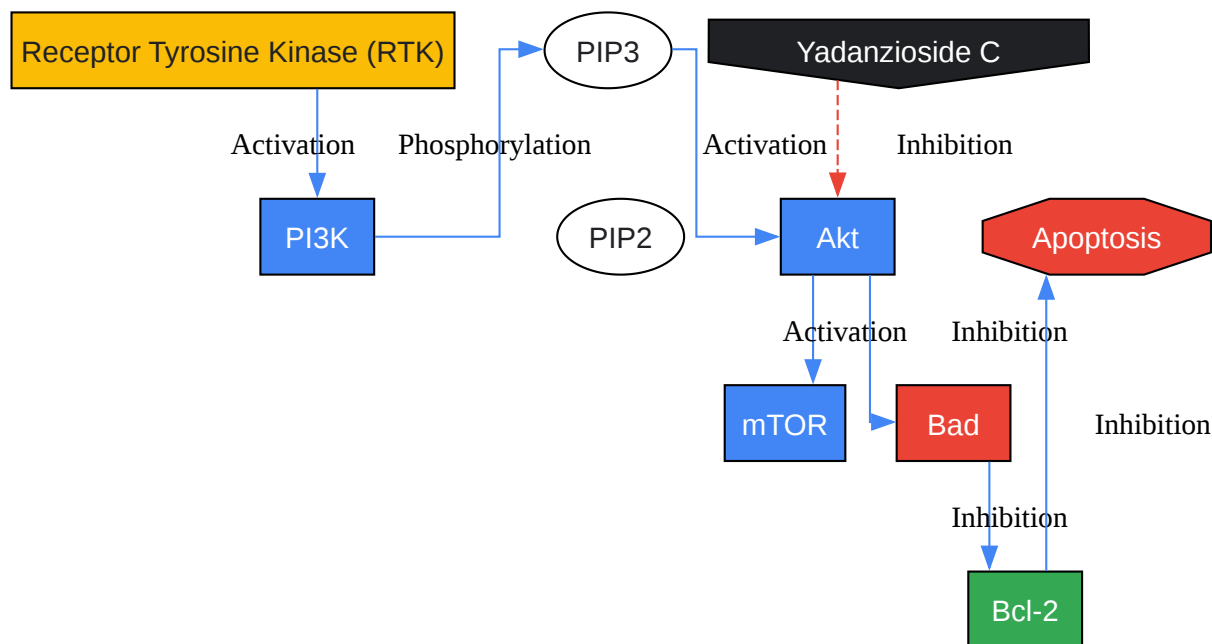 Receptor Tyrosine Kinase (RTK)
PIP3
Yadanzioside C
Activation
Phosphorylation
Activation
Inhibition
PI3K
PIP2
Akt
Apoptosis
Activation
Inhibition
mTOR
Bad
Inhibition
Inhibition
Bcl-2